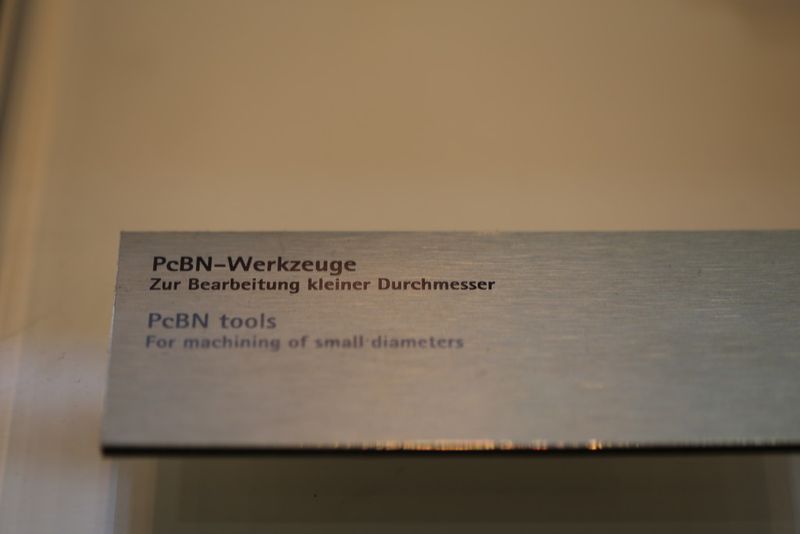 PcBN-Werkzeuge
Zur Bearbeitung kleiner Durchmesser
PcBN tools
For machining of small diameters